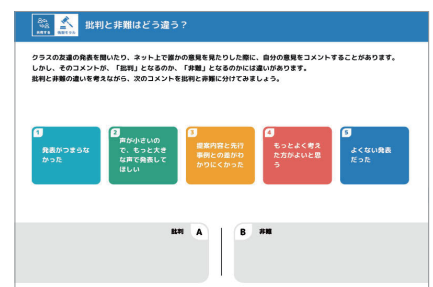 批判と非難はどう違う？
クラスの友達の発表を聞いたり、ネット上で誰かの意見を見たりした際に、自分の意見をコメントすることがあります。
しかし、そのコメントが、「批判」となるのか、「非難」となるのかには違いがあります。
批判と非難の違いを考えながら、次のコメントを批判と非難に分けてみましょう。
1
発表がつまらな
かった
2
声が小さいの
で、もっと大き
な声で発表して
ほしい
3
提案内容と先行
事例との差がわ
かりにくかった
4
もっとよく考え
た方がよいと思
う
5
よくない発表
だった
批判 A
B 非難